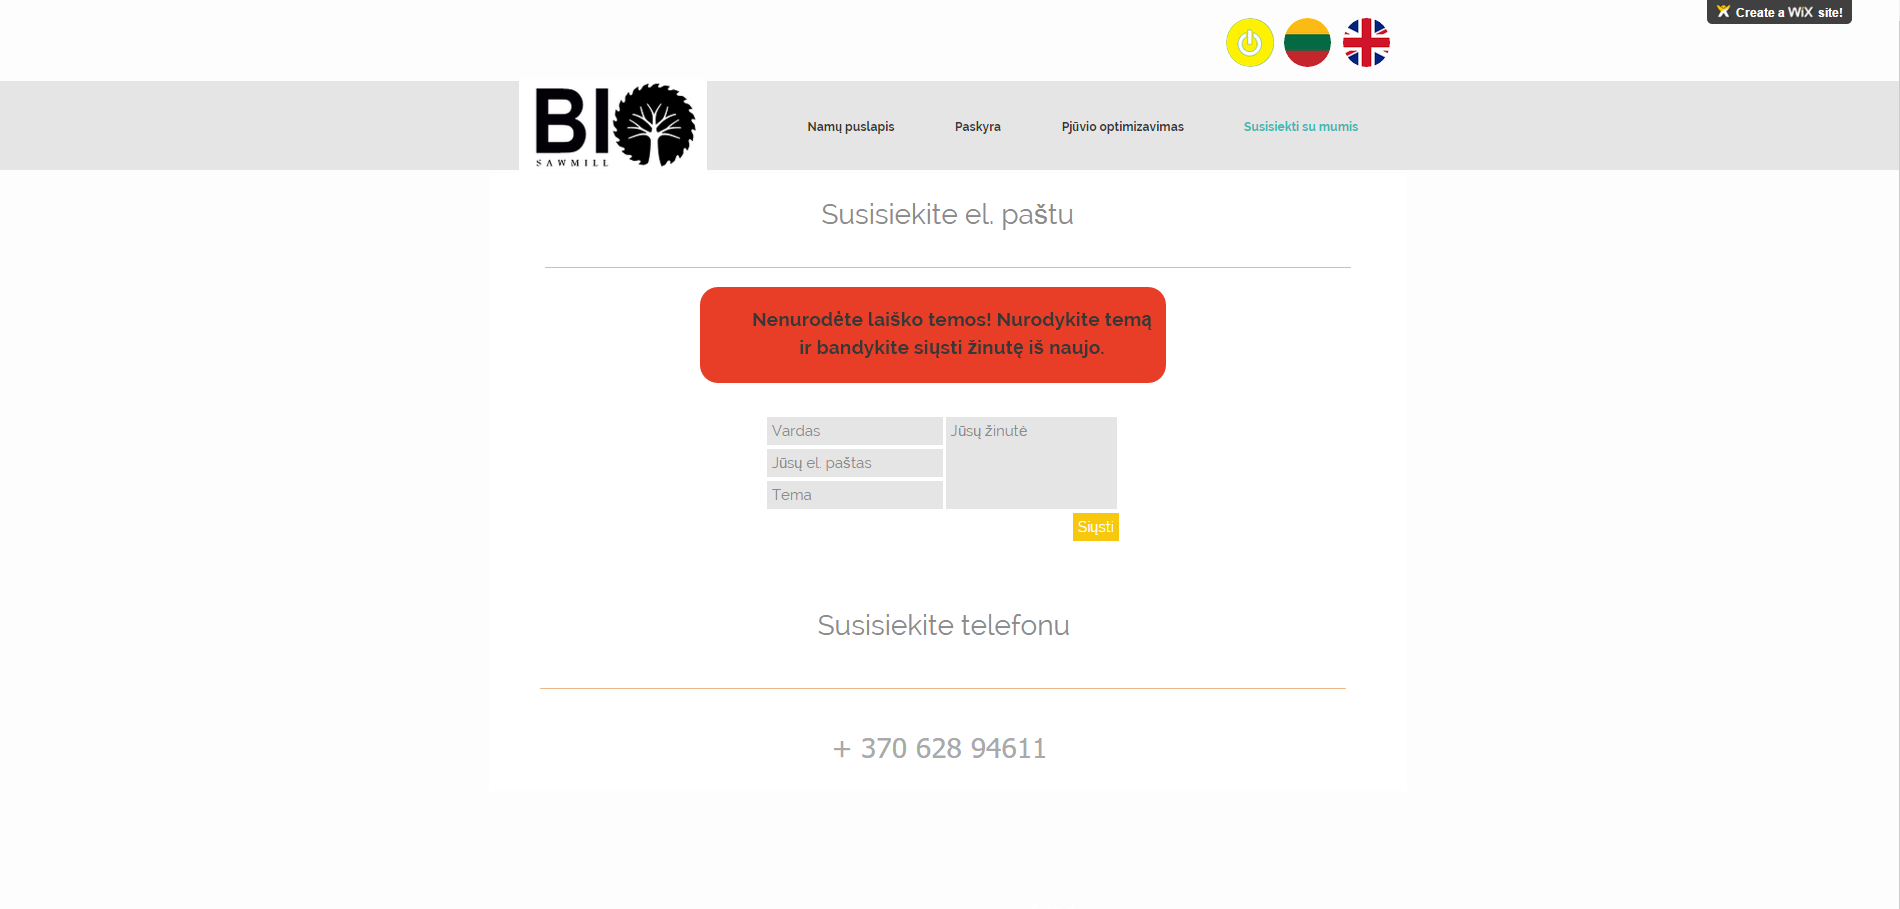 Create a WiX site!
BIO
SAWMILL
Namų puslapis
Paskyra
Pjūvio optimizavimas
Susisiekti su mumis
Susisiekite el. paštu
Nenurodėte laiško temos! Nurodykite temą
ir bandykite siųsti žinutę iš naujo.
Vardas
Jūsų žinutė
Jūsų el. paštas
Tema
Siųsti
Susisiekite telefonu
+ 370 628 94611